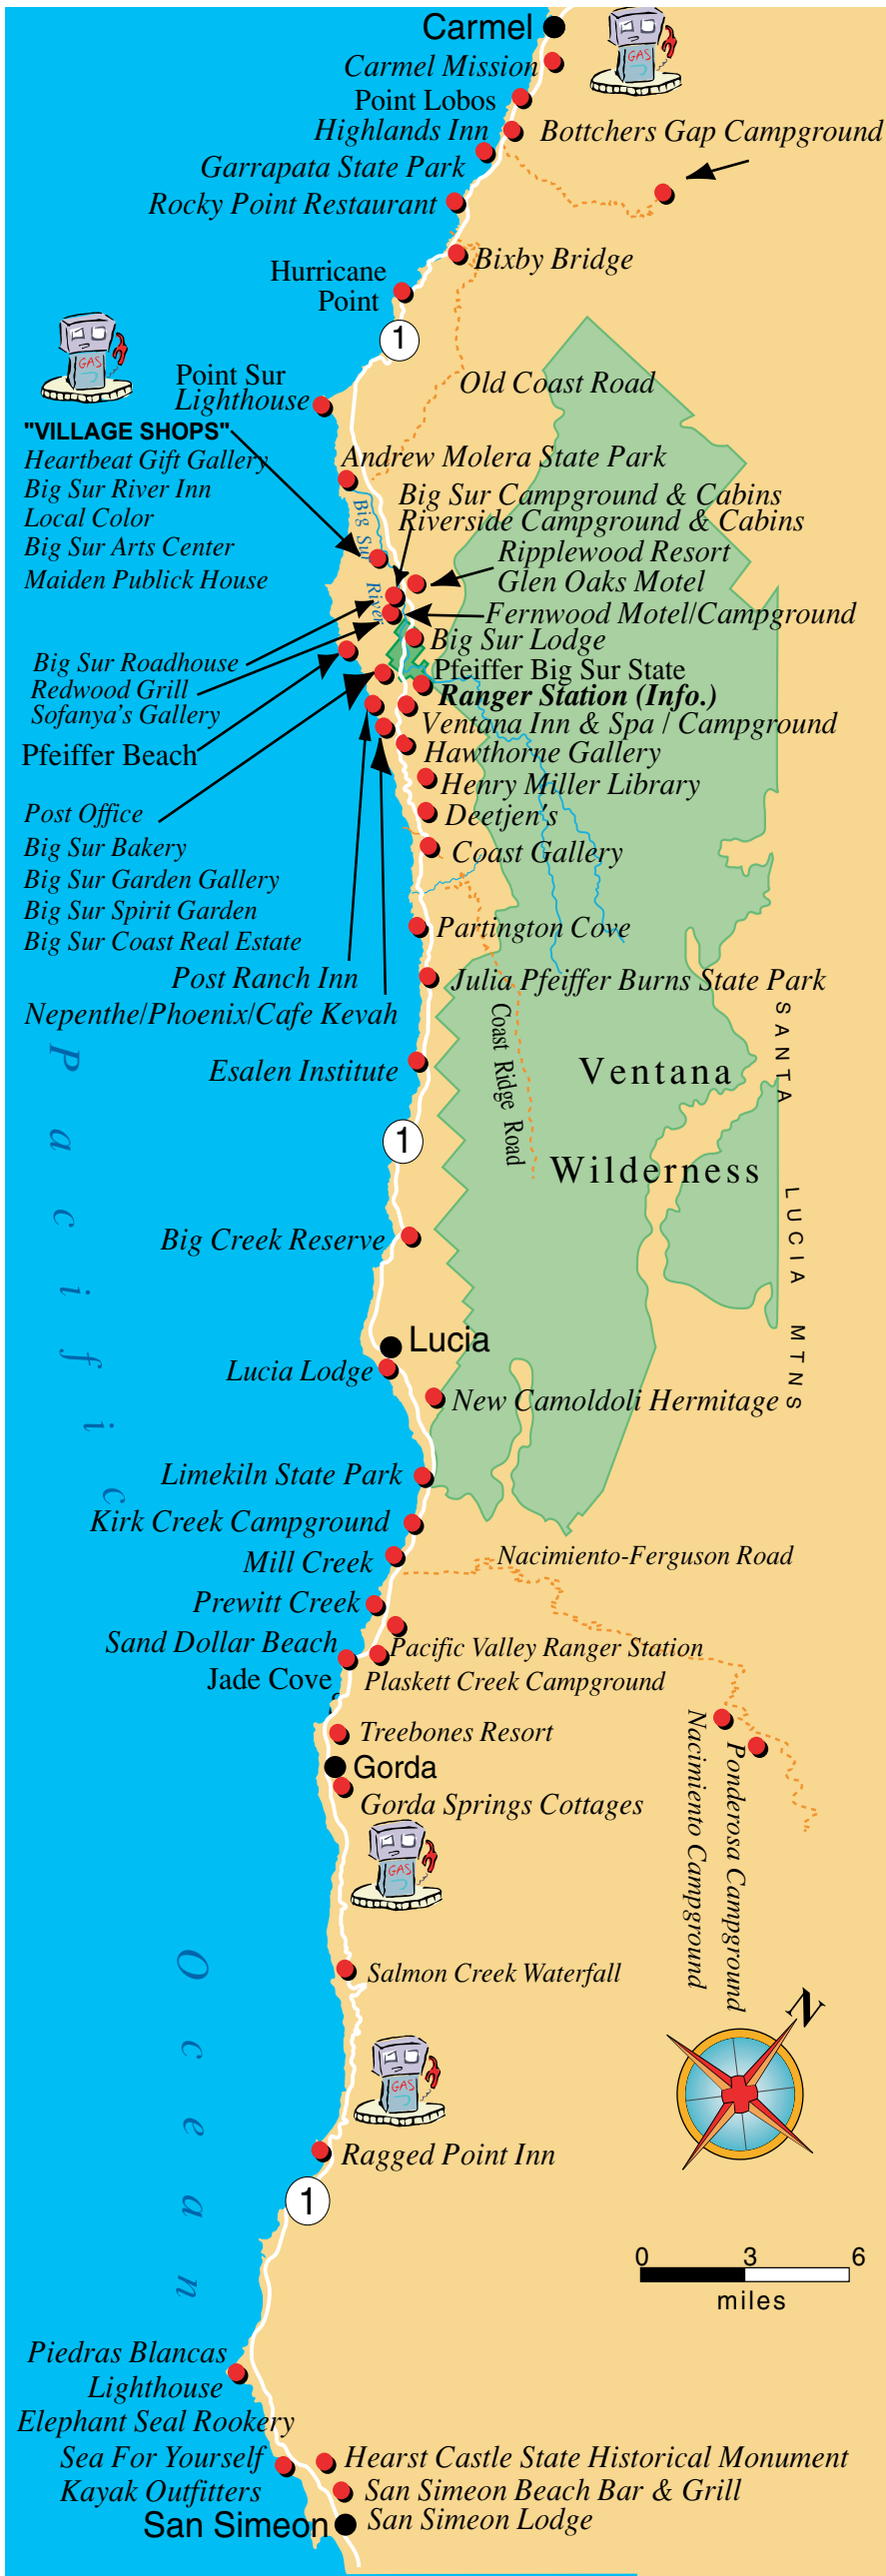 Carmel
GAS
Carmel Mission
Point Lobos
Highlands Inn
Bottchers Gap Campground
Garrapata State Park
Rocky Point Restaurant
Bixby Bridge
Hurricane
Point
1
GAS
Point Sur
Lighthouse
Old Coast Road
"VILLAGE SHOPS"
Heartbeat Gift Gallery
Big Sur River Inn
Local Color
Big Sur Arts Center
Maiden Publick House
Andrew Molera State Park
Big Sur Campground & Cabins
Riverside Campground & Cabins
Big Sur
River
Ripplewood Resort
Glen Oaks Motel
Fernwood Motel/Campground
Big Sur Lodge
Pfeiffer Big Sur State
Ranger Station (Info.)
Ventana Inn & Spa / Campground
Hawthorne Gallery
Henry Miller Library
Deetjen's
Coast Gallery
Big Sur Roadhouse
Redwood Grill
Sofanya's Gallery
Pfeiffer Beach
Post Office
Big Sur Bakery
Big Sur Garden Gallery
Big Sur Spirit Garden
Big Sur Coast Real Estate
Post Ranch Inn
Nepenthe/Phoenix/Cafe Kevah
Partington Cove
Julia Pfeiffer Burns State Park
Coast Ridge Road
SANTA
LUCIA
MTNS
Esalen Institute
Ventana
Wilderness
1
Pacific
Big Creek Reserve
Lucia
Lucia Lodge
New Camoldoli Hermitage
Limekiln State Park
Kirk Creek Campground
Mill Creek
Nacimiento-Ferguson Road
Prewitt Creek
Sand Dollar Beach
Pacific Valley Ranger Station
Jade Cove
Plaskett Creek Campground
Treebones Resort
Nacimiento Campground
Ponderosa Campground
Gorda
Gorda Springs Cottages
GAS
Ocean
Salmon Creek Waterfall
N
GAS
Ragged Point Inn
1
0 3 6
miles
Piedras Blancas
Lighthouse
Elephant Seal Rookery
Sea For Yourself
Kayak Outfitters
Hearst Castle State Historical Monument
San Simeon Beach Bar & Grill
San Simeon
San Simeon Lodge